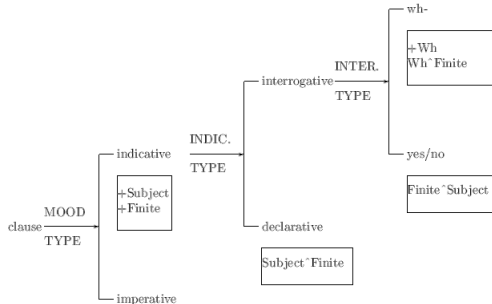 wh-
+Wh
Wh^Finite
INTER.
interrogative
TYPE
INDIC.
indicative
yes/no
TYPE
+Subject
+Finite
Finite^Subject
MOOD
clause
declarative
TYPE
Subject^Finite
imperative